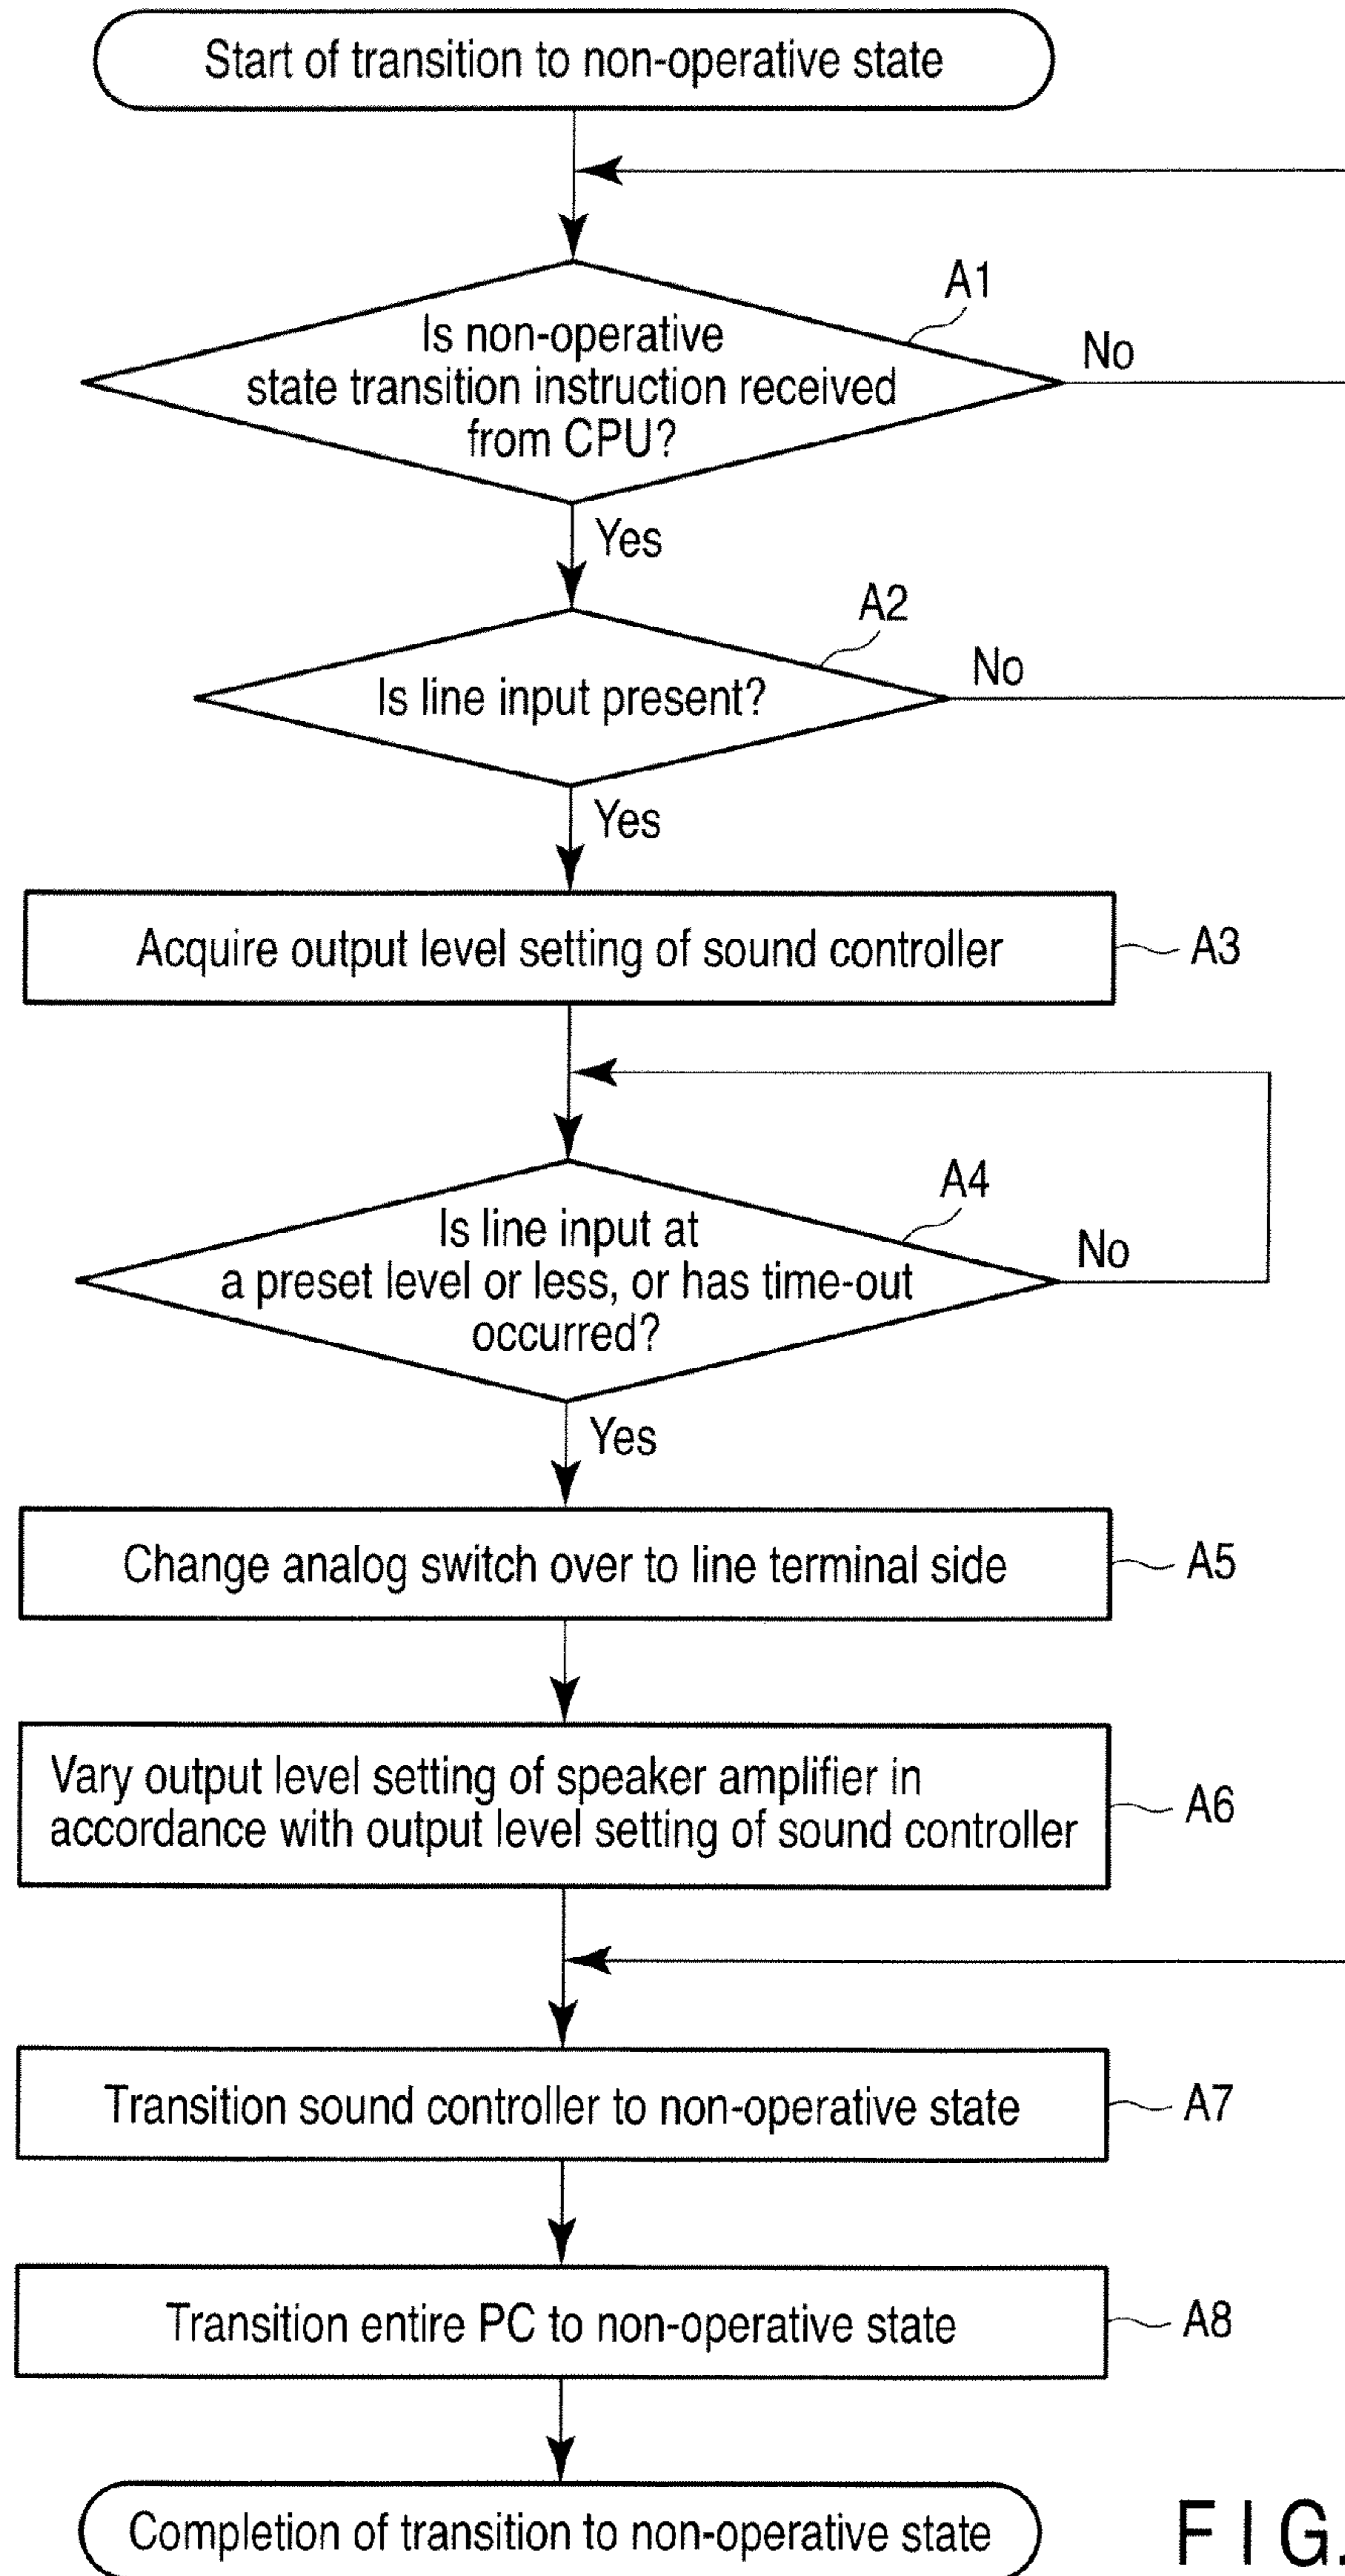 Start of transition to non-operative state
A1
Is non-operative
state transition instruction received
from CPU?
No
Yes
A2
Is line input present?
No
Yes
Acquire output level setting of sound controller
A3
A4
Is line input at
a preset level or less, or has time-out
occurred?
No
Yes
Change analog switch over to line terminal side
A5
Vary output level setting of speaker amplifier in
accordance with output level setting of sound controller
A6
Transition sound controller to non-operative state
A7
Transition entire PC to non-operative state
A8
Completion of transition to non-operative state
FIG.